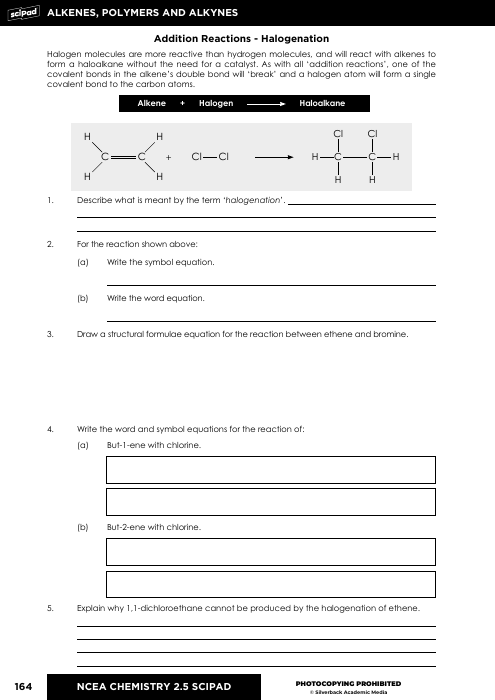 scipad ALKENES, POLYMERS AND ALKYNES
Addition Reactions - Halogenation
Halogen molecules are more reactive than hydrogen molecules, and will react with alkenes to
form a haloalkane without the need for a catalyst. As with all ‘addition reactions’, one of the
covalent bonds in the alkene’s double bond will ‘break’ and a halogen atom will form a single
covalent bond to the carbon atoms.
Alkene + Halogen Haloalkane
H H Cl Cl
C C + Cl Cl H C C H
H H H H
1. Describe what is meant by the term ‘halogenation’.
2. For the reaction shown above:
(a) Write the symbol equation.
(b) Write the word equation.
3. Draw a structural formulae equation for the reaction between ethene and bromine.
4. Write the word and symbol equations for the reaction of:
(a) But-1-ene with chlorine.
(b) But-2-ene with chlorine.
5. Explain why 1,1-dichloroethane cannot be produced by the halogenation of ethene.
164 NCEA CHEMISTRY 2.5 SCIPAD PHOTOCOPYING PROHIBITED
© Silverback Academic Media